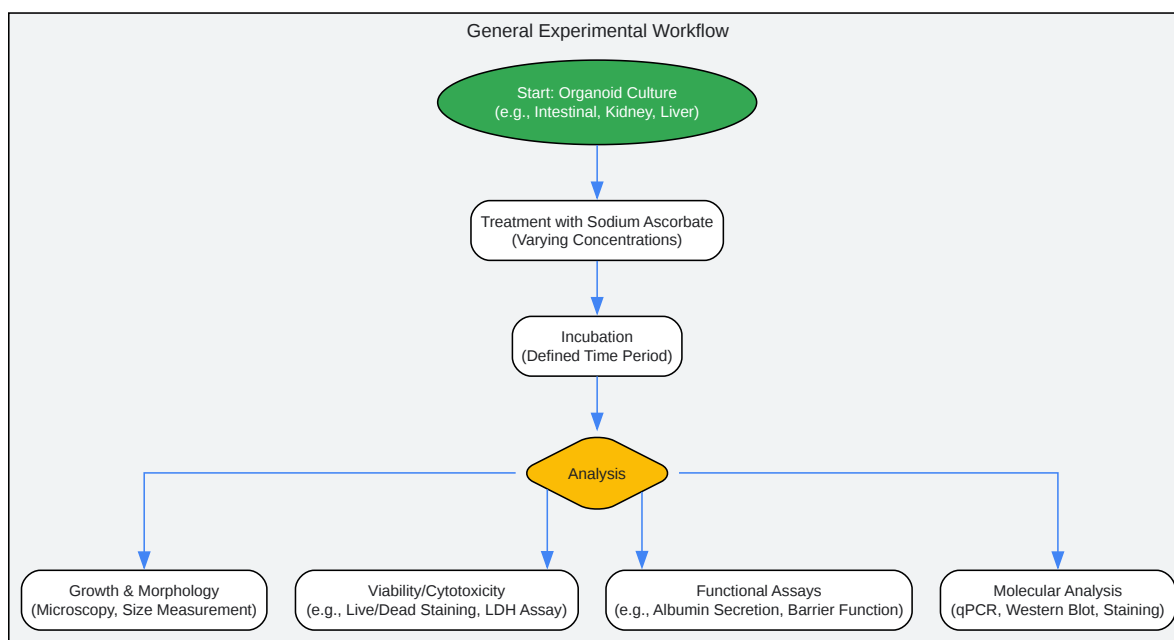 General Experimental Workflow
Start: Organoid Culture
(e.g., Intestinal, Kidney, Liver)
Treatment with Sodium Ascorbate
(Varying Concentrations)
Incubation
(Defined Time Period)
Analysis
Growth & Morphology
(Microscopy, Size Measurement)
Viability/Cytotoxicity
(e.g., Live/Dead Staining, LDH Assay)
Functional Assays
(e.g., Albumin Secretion, Barrier Function)
Molecular Analysis
(qPCR, Western Blot, Staining)